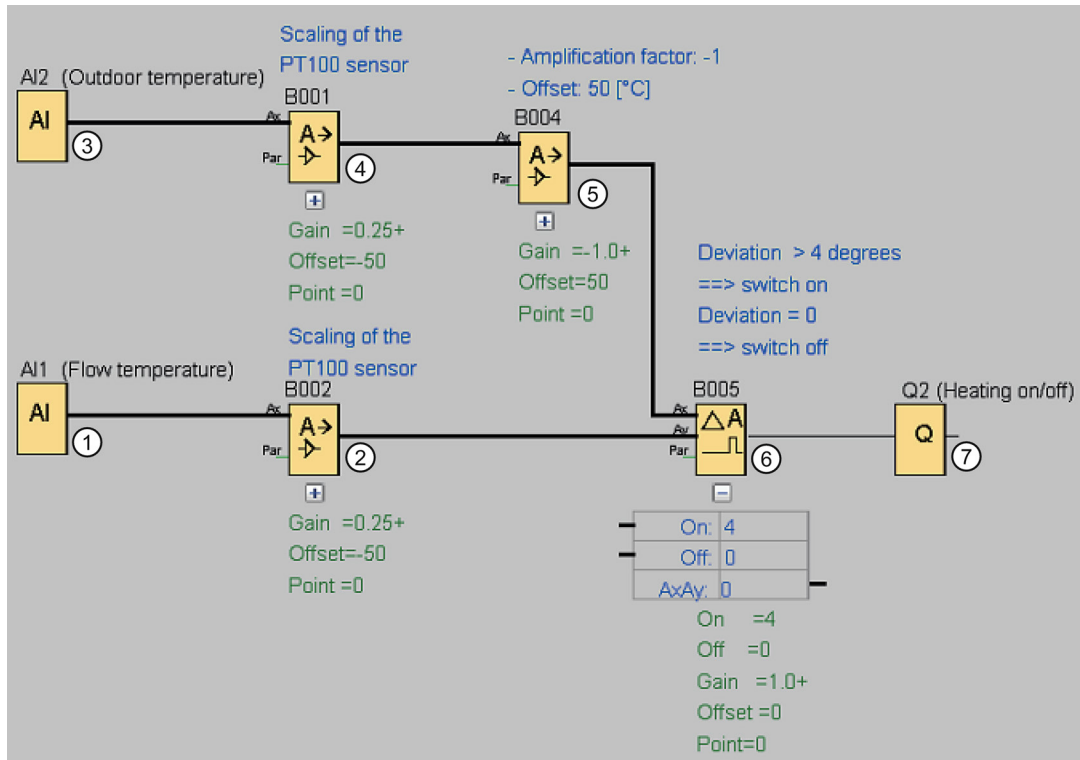 Scaling of the
PT100 sensor
- Amplification factor: -1
- Offset: 50 [°C]
AI2 (Outdoor temperature)
B001
B004
AI
Ax
A→
Par
3
4
Ax
A→
Par
5
+
+
Gain =0.25+
Offset=-50
Point =0
Gain =-1.0+
Offset=50
Point =0
Deviation > 4 degrees
==> switch on
Deviation = 0
==> switch off
Scaling of the
PT100 sensor
AI1 (Flow temperature)
B002
B005
Q2 (Heating on/off)
AI
1
Ax
A→
Par
2
Ax
Ay
Par
△A
6
Q
7
+
−
Gain =0.25+
Offset=-50
Point =0
On: 4
Off: 0
AxAy: 0
On =4
Off =0
Gain =1.0+
Offset =0
Point=0